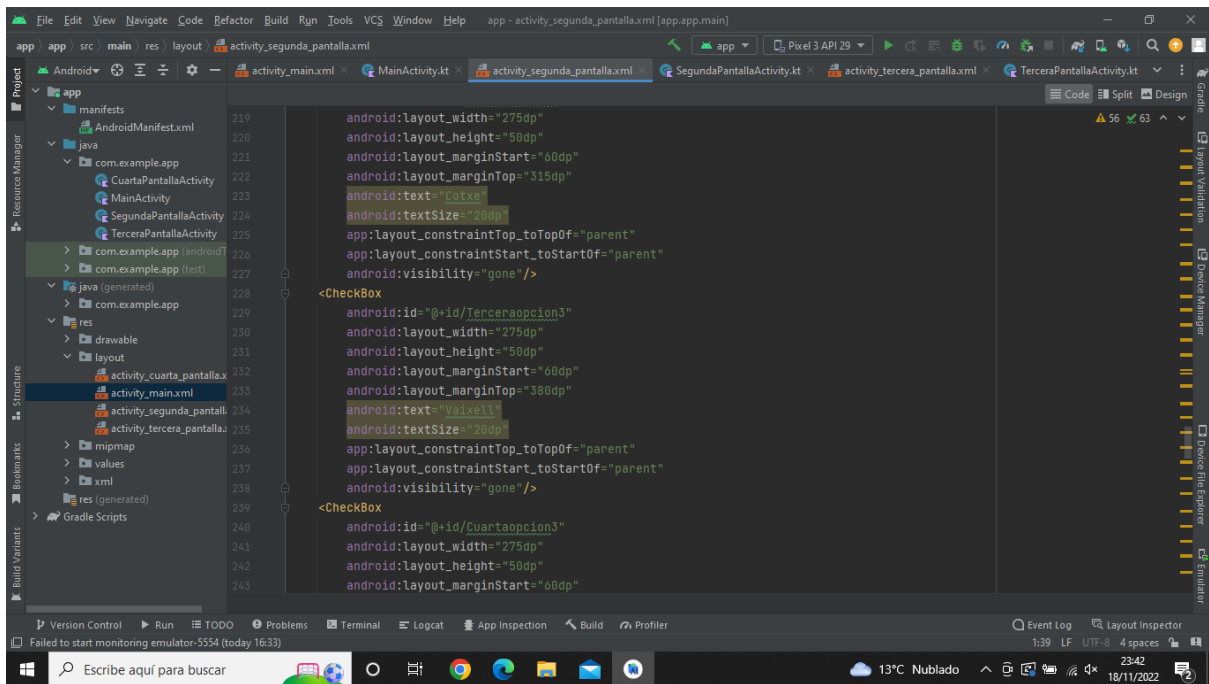 File Edit View Navigate Code Refactor Build Run Tools VCS Window Help app - activity_segunda_pantalla.xml [app.app.main]
app app src main res layout activity_segunda_pantalla.xml app Pixel 3 API 29
Android activity_main.xml MainActivity.kt activity_segunda_pantalla.xml SegundaPantallaActivity.kt activity_tercera_pantalla.xml TerceraPantallaActivity.kt
Code Split Design
56 63
Project
Resource Manager
Structure
Bookmarks
Build Variants
app
manifests
AndroidManifest.xml
java
com.example.app
CuartaPantallaActivity
MainActivity
SegundaPantallaActivity
TerceraPantallaActivity
com.example.app (androidT
com.example.app (test)
java (generated)
com.example.app
res
drawable
layout
activity_cuarta_pantalla.x
activity_main.xml
activity_segunda_pantall
activity_tercera_pantalla.
mipmap
values
xml
res (generated)
Gradle Scripts
219 android:layout_width="275dp"
220 android:layout_height="50dp"
221 android:layout_marginStart="60dp"
222 android:layout_marginTop="315dp"
223 android:text="Cotxe"
224 android:textSize="20dp"
225 app:layout_constraintTop_toTopOf="parent"
226 app:layout_constraintStart_toStartOf="parent"
227 android:visibility="gone"/>
228 <CheckBox
229 android:id="@+id/Terceraopcion3"
230 android:layout_width="275dp"
231 android:layout_height="50dp"
232 android:layout_marginStart="60dp"
233 android:layout_marginTop="380dp"
234 android:text="Vaixell"
235 android:textSize="20dp"
236 app:layout_constraintTop_toTopOf="parent"
237 app:layout_constraintStart_toStartOf="parent"
238 android:visibility="gone"/>
239 <CheckBox
240 android:id="@+id/Cuartaopcion3"
241 android:layout_width="275dp"
242 android:layout_height="50dp"
243 android:layout_marginStart="60dp"
Gradle
Layout Validation
Device Manager
Device File Explorer
Emulator
Version Control Run TODO Problems Terminal Logcat App Inspection Build Profiler Event Log Layout Inspector
Failed to start monitoring emulator-5554 (today 16:33) 1:39 LF UTF-8 4 spaces
Escribe aquí para buscar 13°C Nublado 23:42
18/11/2022